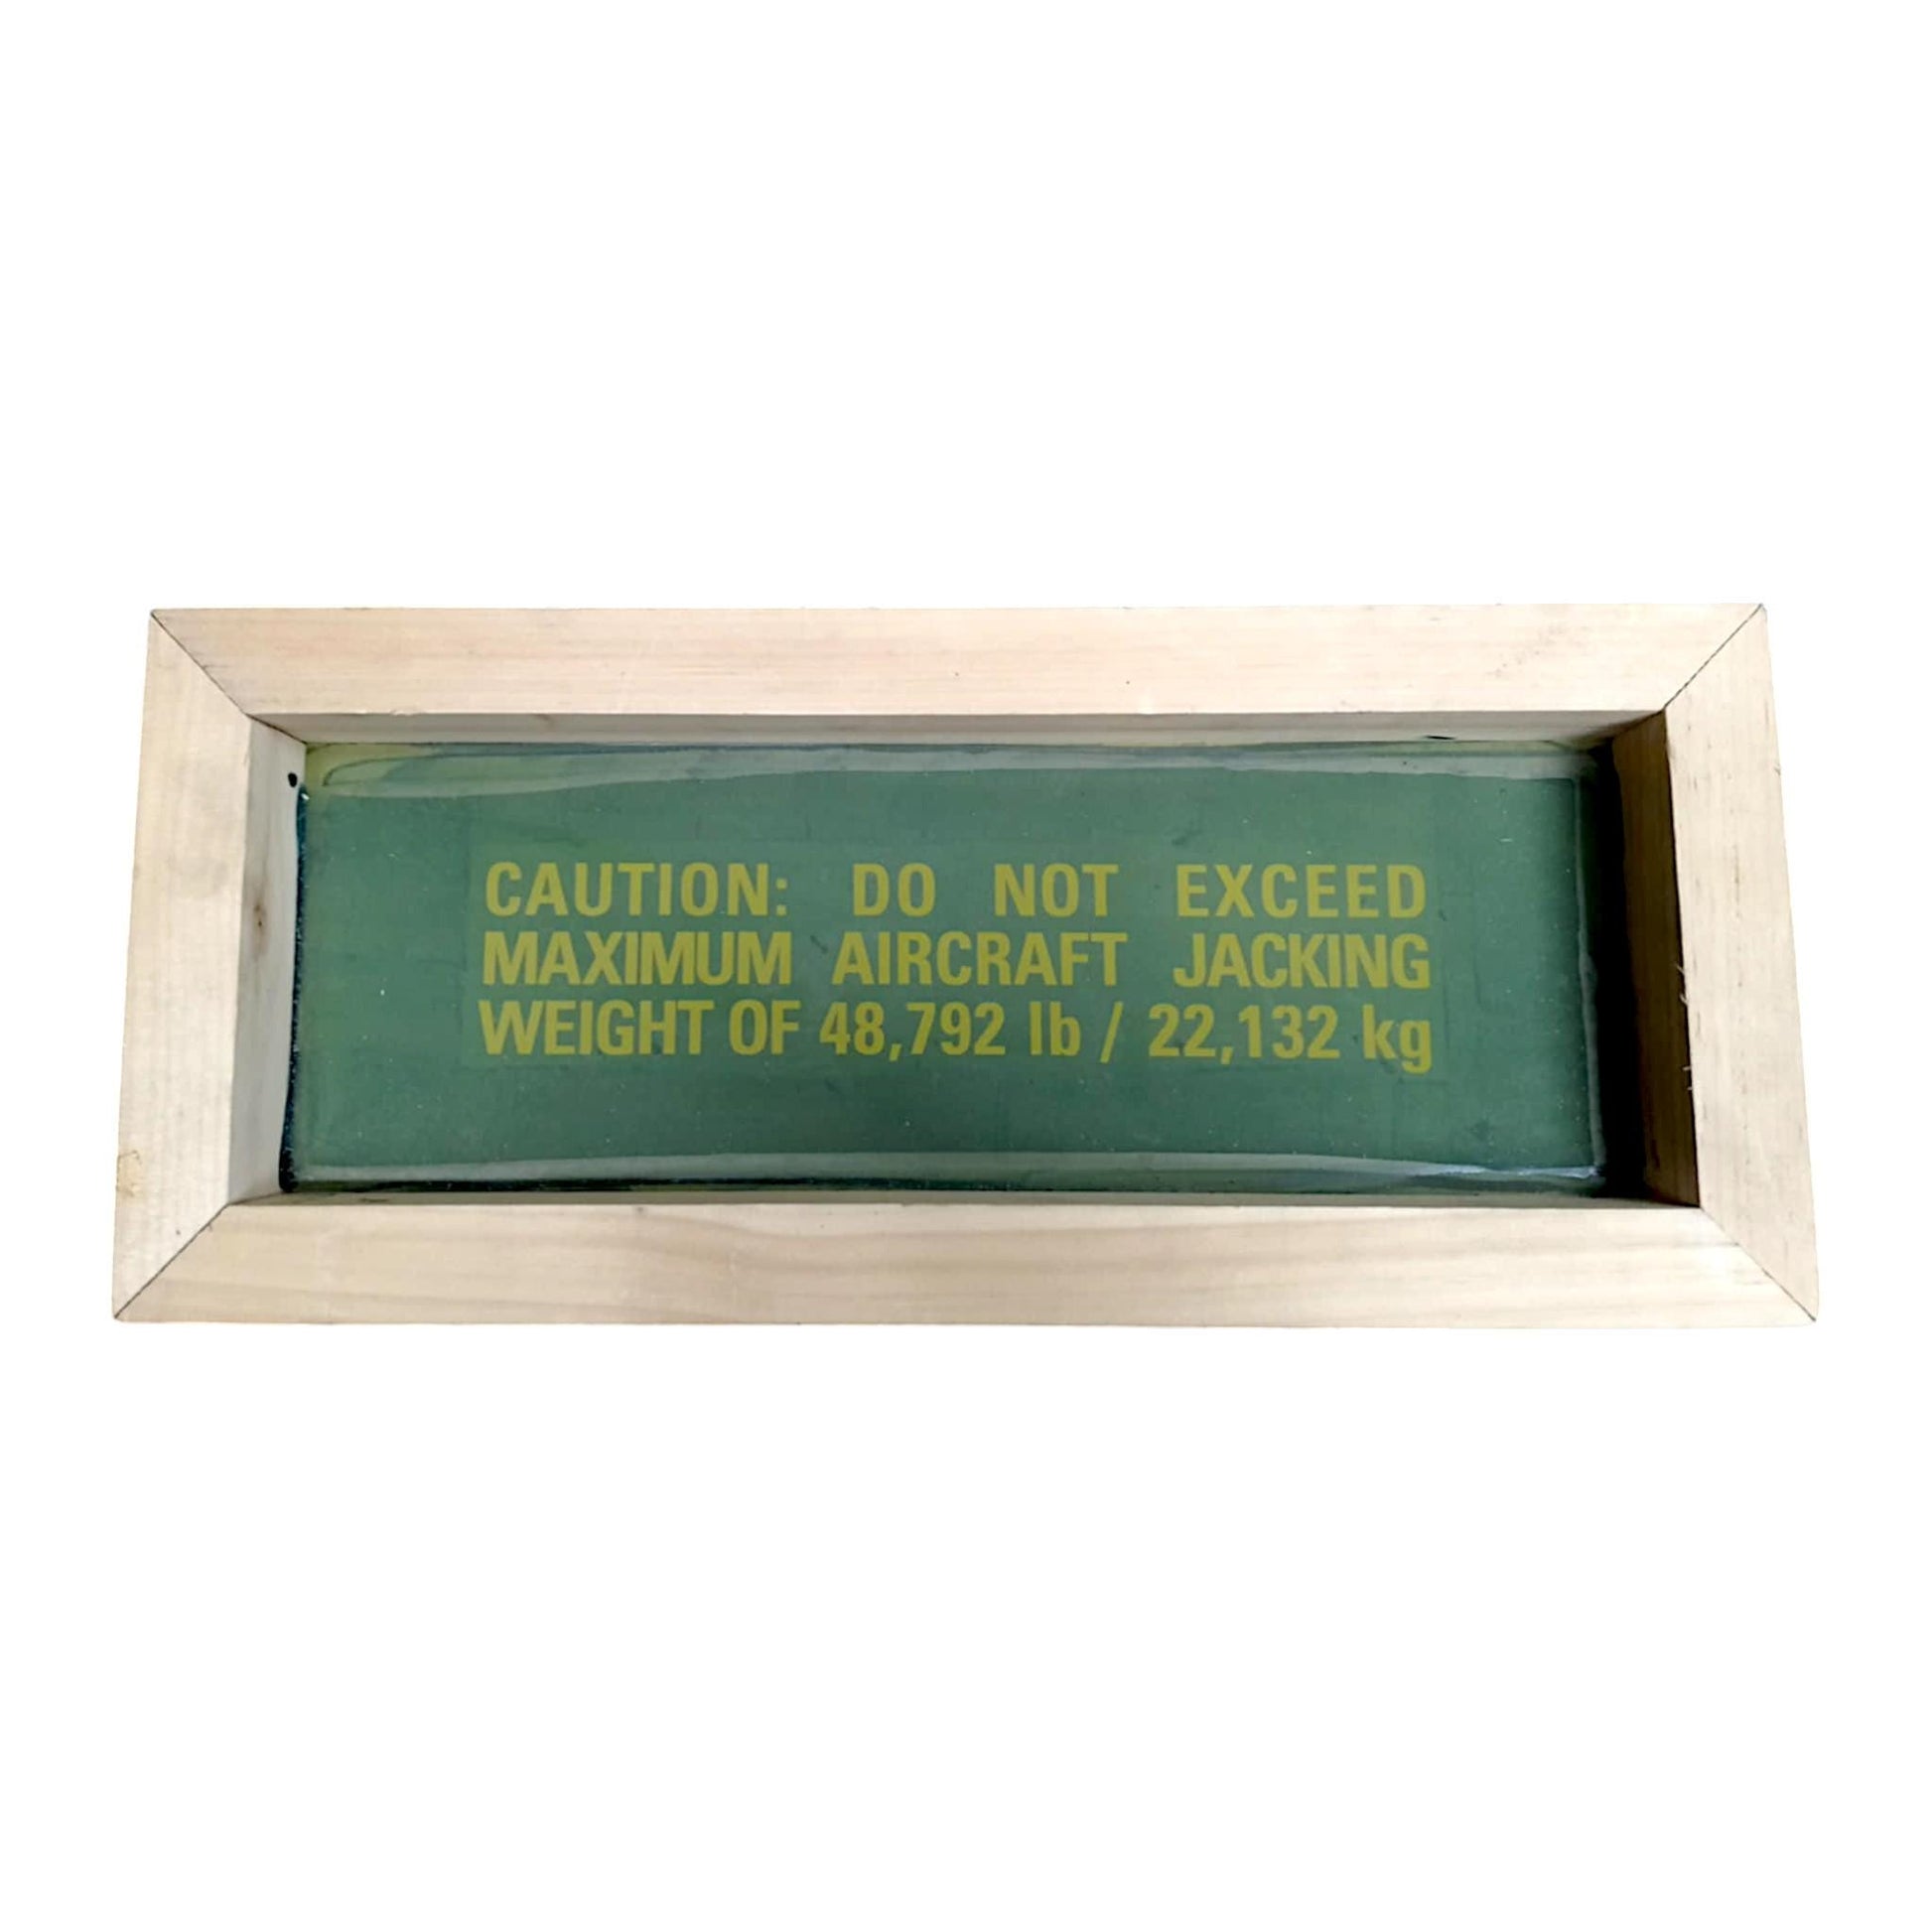 CAUTION: DO NOT EXCEED
MAXIMUM AIRCRAFT JACKING
WEIGHT OF 48,792 lb / 22,132 kg